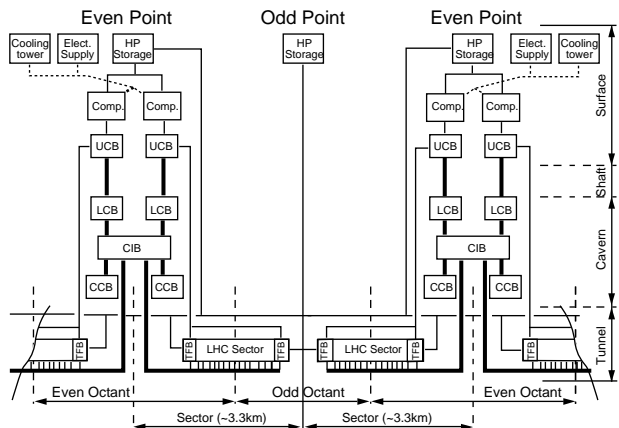 Even Point Odd Point Even Point
Cooling tower Elect. Supply HP Storage HP Storage HP Storage Elect. Supply Cooling tower
Comp. Comp. Comp. Comp.
Surface
UCB UCB UCB UCB
Shaft
LCB LCB LCB LCB
CIB CIB
Cavern
CCB CCB CCB CCB
TFB TFB LHC Sector TFB TFB LHC Sector TFB TFB
Tunnel
Even Octant Odd Octant Even Octant
Sector (~3.3km) Sector (~3.3km)